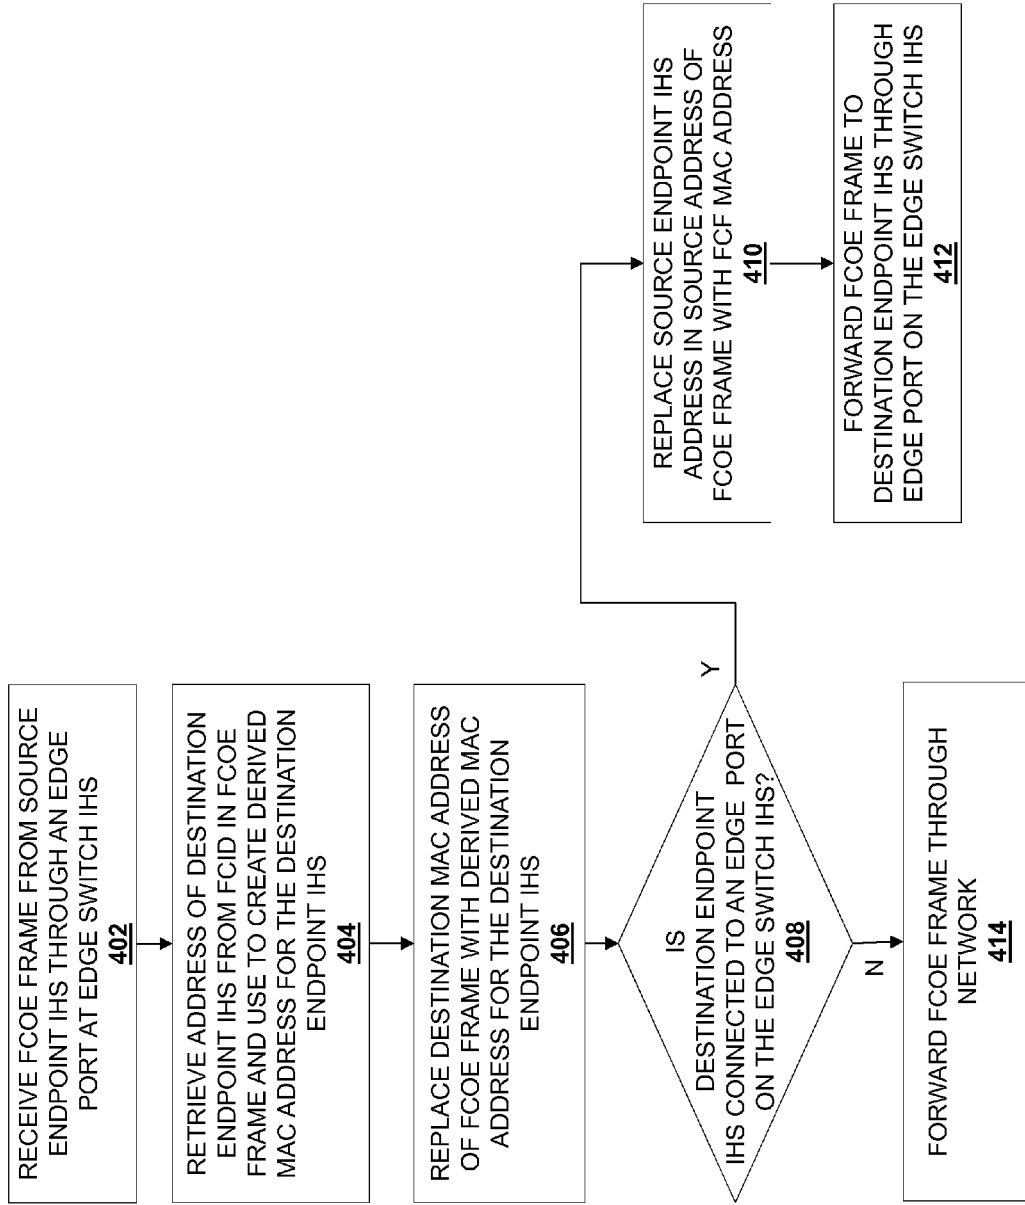 RECEIVE FCOE FRAME FROM SOURCE
ENDPOINT IHS THROUGH AN EDGE
PORT AT EDGE SWITCH IHS
402
RETRIEVE ADDRESS OF DESTINATION
ENDPOINT IHS FROM FCID IN FCOE
FRAME AND USE TO CREATE DERIVED
MAC ADDRESS FOR THE DESTINATION
ENDPOINT IHS
404
REPLACE DESTINATION MAC ADDRESS
OF FCOE FRAME WITH DERIVED MAC
ADDRESS FOR THE DESTINATION
ENDPOINT IHS
406
IS
DESTINATION ENDPOINT
IHS CONNECTED TO AN EDGE PORT
ON THE EDGE SWITCH IHS?
408
Y
REPLACE SOURCE ENDPOINT IHS
ADDRESS IN SOURCE ADDRESS OF
FCOE FRAME WITH FCF MAC ADDRESS
410
FORWARD FCOE FRAME TO
DESTINATION ENDPOINT IHS THROUGH
EDGE PORT ON THE EDGE SWITCH IHS
412
N
FORWARD FCOE FRAME THROUGH
NETWORK
414